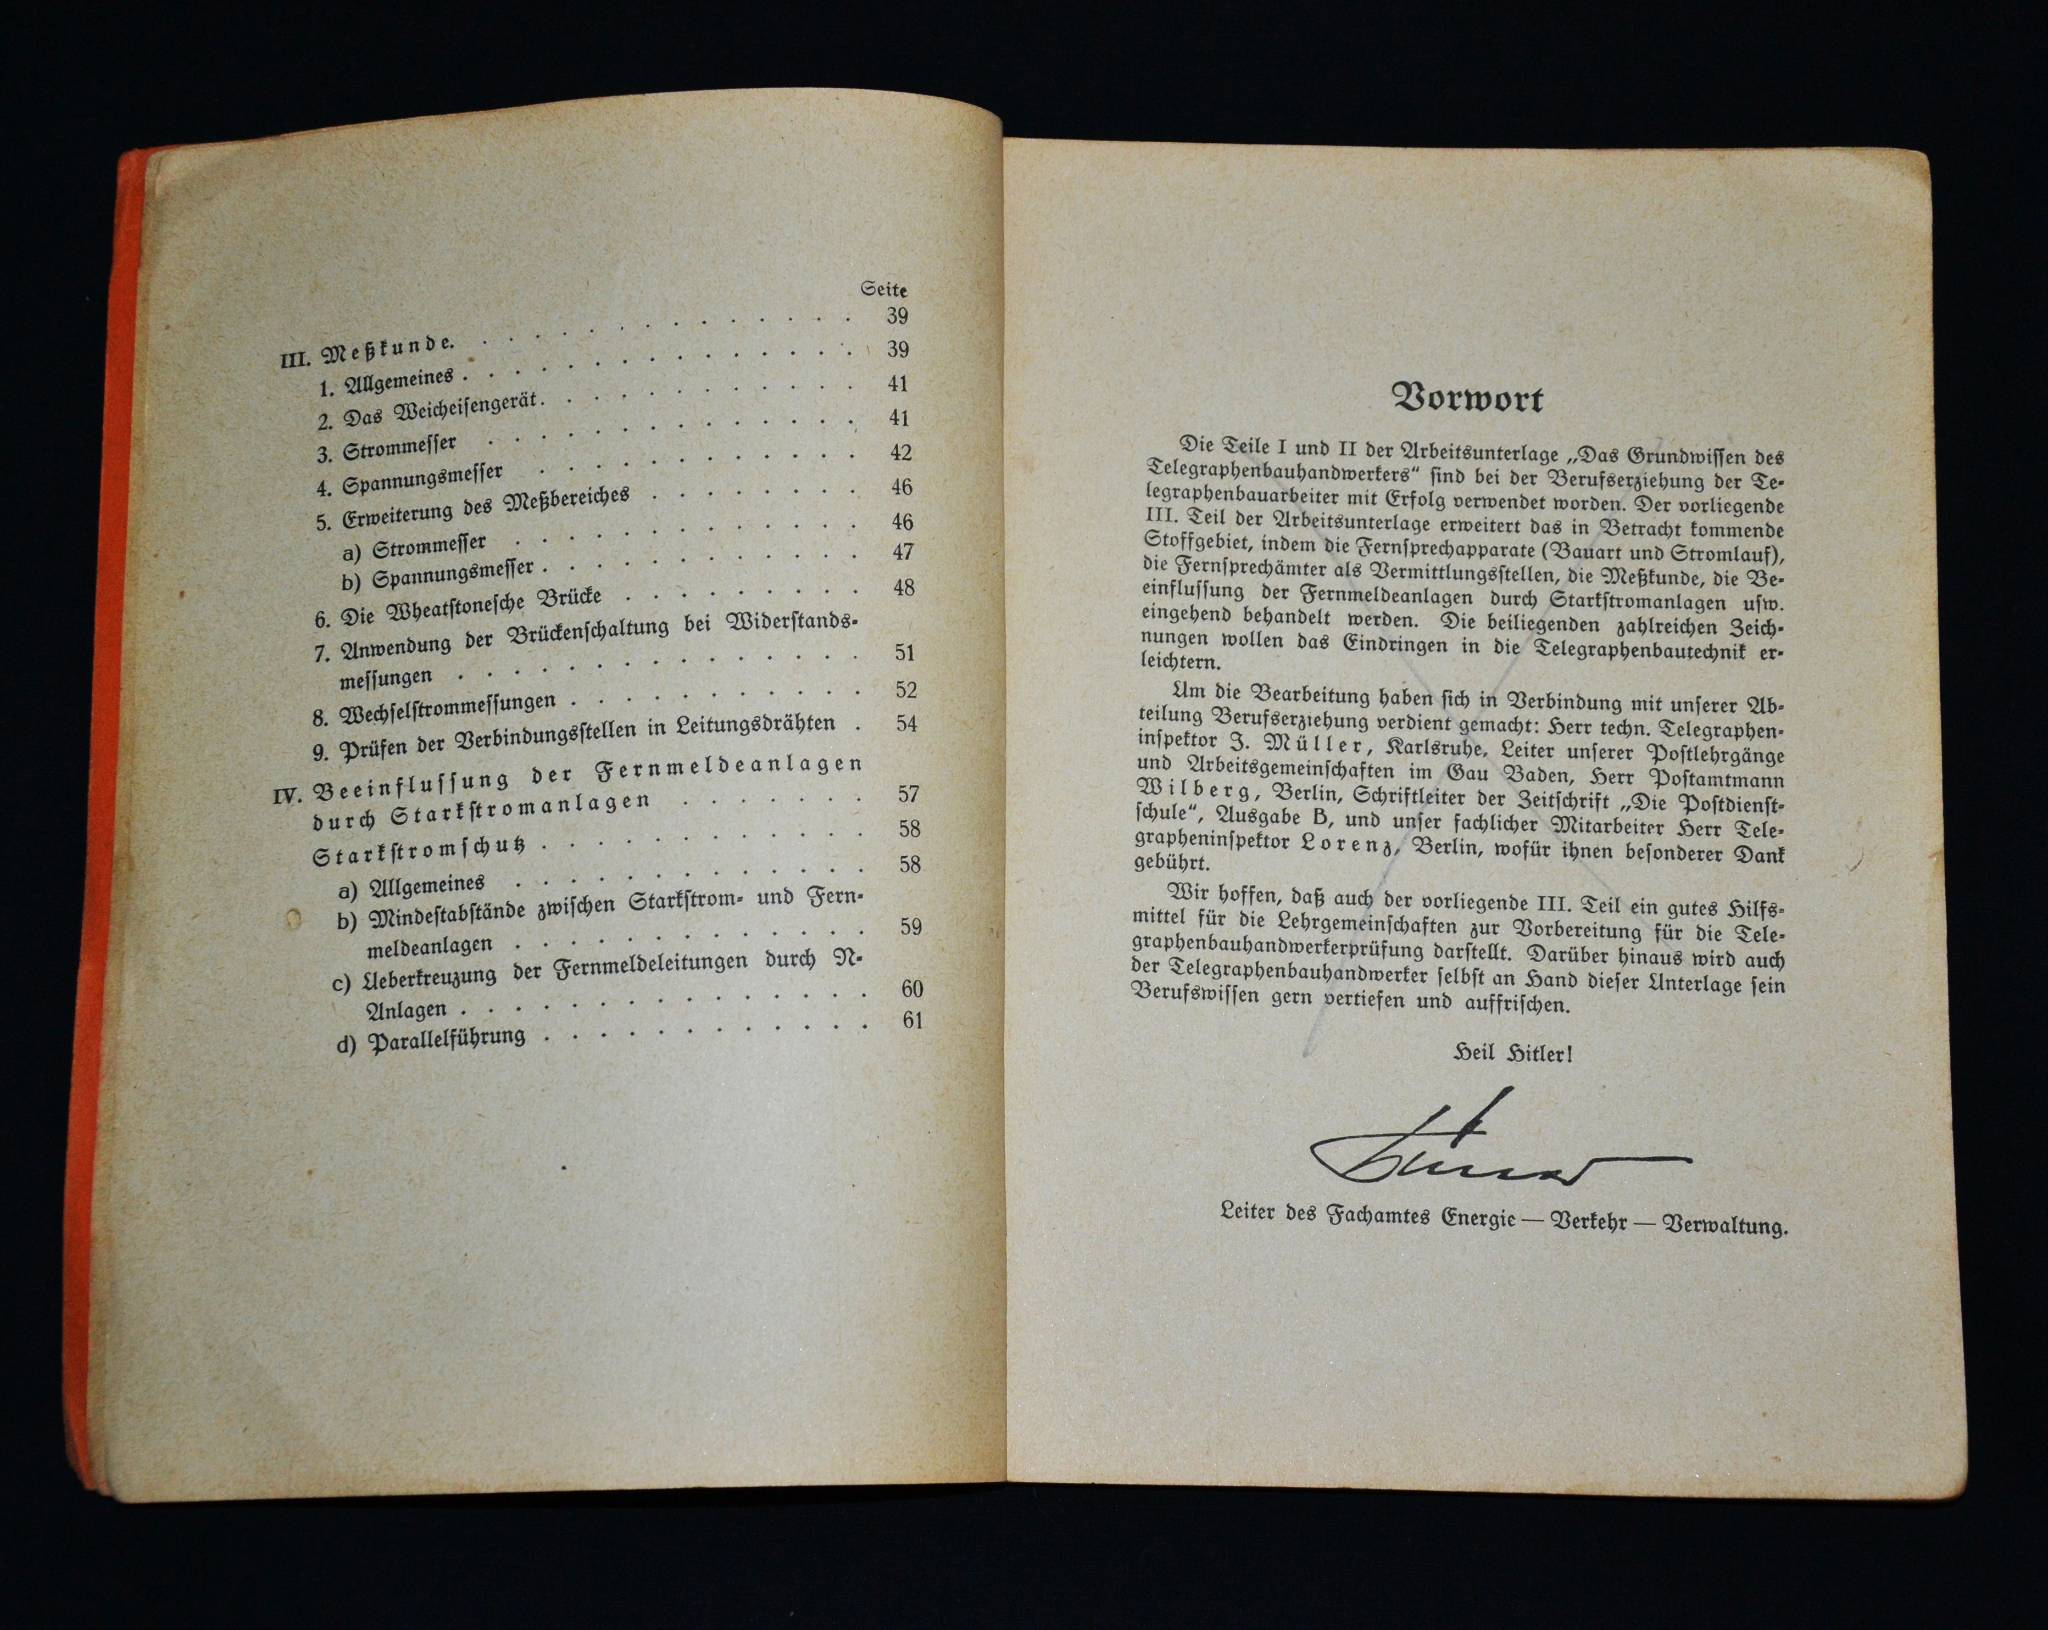 Seite
III. Meßkunde. . . . . . . . . . . . . . . . 39
1. Allgemeines . . . . . . . . . . . . . . . 39
2. Das Weicheisengerät. . . . . . . . . . . . 41
3. Strommesser . . . . . . . . . . . . . . 41
4. Spannungsmesser . . . . . . . . . . . . 42
5. Erweiterung des Meßbereiches . . . . . . . . 46
a) Strommesser . . . . . . . . . . . . . 46
b) Spannungsmesser . . . . . . . . . . . . 47
6. Die Wheatstonesche Brücke . . . . . . . . . 48
7. Anwendung der Brückenschaltung bei Widerstands-
messungen . . . . . . . . . . . . . . . 51
8. Wechselstrommessungen . . . . . . . . . . . 52
9. Prüfen der Verbindungsstellen in Leitungsdrähten . 54
IV. Beeinflussung der Fernmeldeanlagen
durch Starkstromanlagen . . . . . . . 57
Starkstromschutz . . . . . . . . . . . . 58
a) Allgemeines . . . . . . . . . . . . . 58
b) Mindestabstände zwischen Starkstrom- und Fern-
meldeanlagen . . . . . . . . . . . . . 59
c) Ueberkreuzung der Fernmeldeleitungen durch N-
Anlagen . . . . . . . . . . . . . . . 60
d) Parallelführung . . . . . . . . . . . . 61
Vorwort
Die Teile I und II der Arbeitsunterlage „Das Grundwissen des
Telegraphenbauhandwerkers“ sind bei der Berufserziehung der Te-
legraphenbauarbeiter mit Erfolg verwendet worden. Der vorliegende
III. Teil der Arbeitsunterlage erweitert das in Betracht kommende
Stoffgebiet, indem die Fernsprechapparate (Bauart und Stromlauf),
die Fernsprechämter als Vermittlungsstellen, die Meßkunde, die Be-
einflussung der Fernmeldeanlagen durch Starkstromanlagen usw.
eingehend behandelt werden. Die beiliegenden zahlreichen Zeich-
nungen wollen das Eindringen in die Telegraphenbautechnik er-
leichtern.
Um die Bearbeitung haben sich in Verbindung mit unserer Ab-
teilung Berufserziehung verdient gemacht: Herr techn. Telegraphen-
inspektor J. Müller, Karlsruhe, Leiter unserer Postlehrgänge
und Arbeitsgemeinschaften im Gau Baden, Herr Postamtmann
Wilberg, Berlin, Schriftleiter der Zeitschrift „Die Postdienst-
schule“, Ausgabe B, und unser fachlicher Mitarbeiter Herr Tele-
grapheninspektor Lorenz, Berlin, wofür ihnen besonderer Dank
gebührt.
Wir hoffen, daß auch der vorliegende III. Teil ein gutes Hilfs-
mittel für die Lehrgemeinschaften zur Vorbereitung für die Tele-
graphenbauhandwerkerprüfung darstellt. Darüber hinaus wird auch
der Telegraphenbauhandwerker selbst an Hand dieser Unterlage sein
Berufswissen gern vertiefen und auffrischen.
Heil Hitler!
Leiter des Fachamtes Energie — Verkehr — Verwaltung.